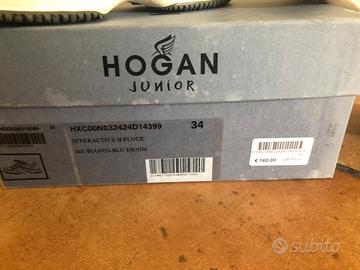 HOGAN
JUNIOR
HXC00N032424D14399
34
INTERACTIVE H FLOCK
BIANCO BLU DENIM
€ 160.00
subito